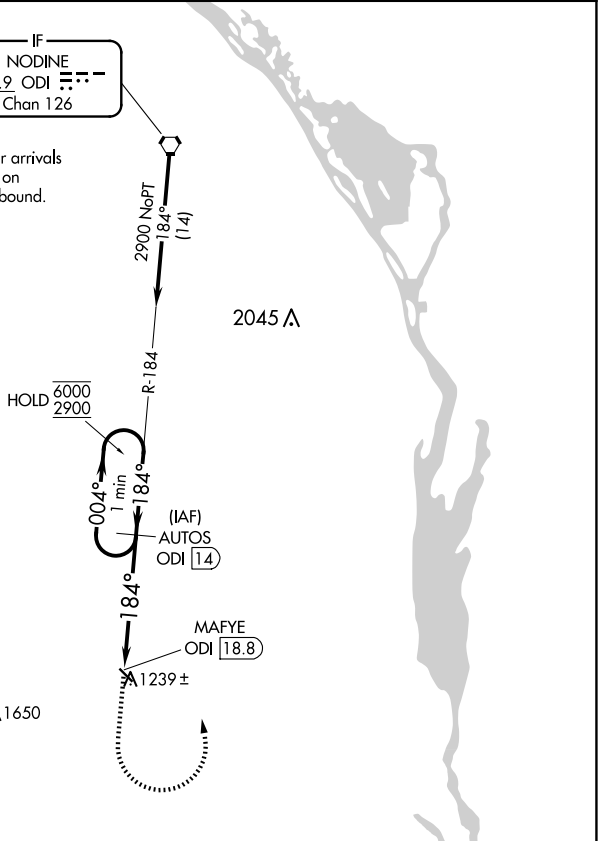 IF
NODINE
.9 ODI
Chan 126
r arrivals
on
bound.
2900 NoPT
184°
(14)
2045
R-184
HOLD 6000
2900
004°
1 min
184°
(IAF)
AUTOS
ODI 14
184°
MAFYE
ODI 18.8
1239 ±
1650